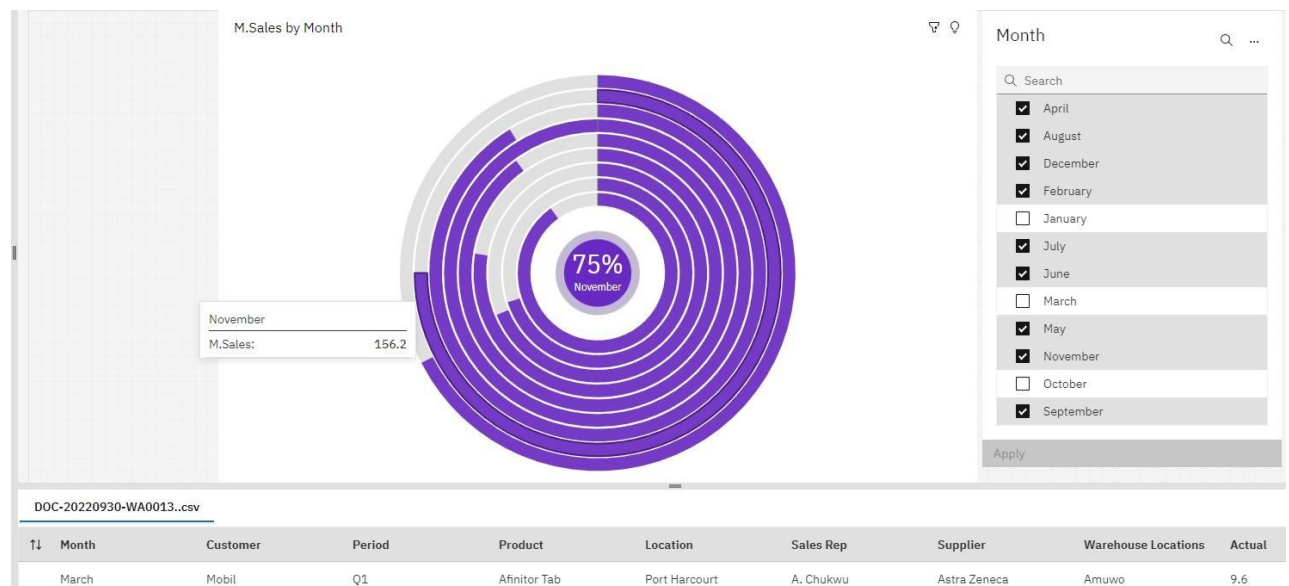 M.Sales by Month
75%
November
November
M.Sales: 156.2
Month
...
Search
April
August
December
February
January
July
June
March
May
November
October
September
Apply
DOC-20220930-WA0013..csv
Month Customer Period Product Location Sales Rep Supplier Warehouse Locations Actual
March Mobil Q1 Afinitor Tab Port Harcourt A. Chukwu Astra Zeneca Amuwo 9.6